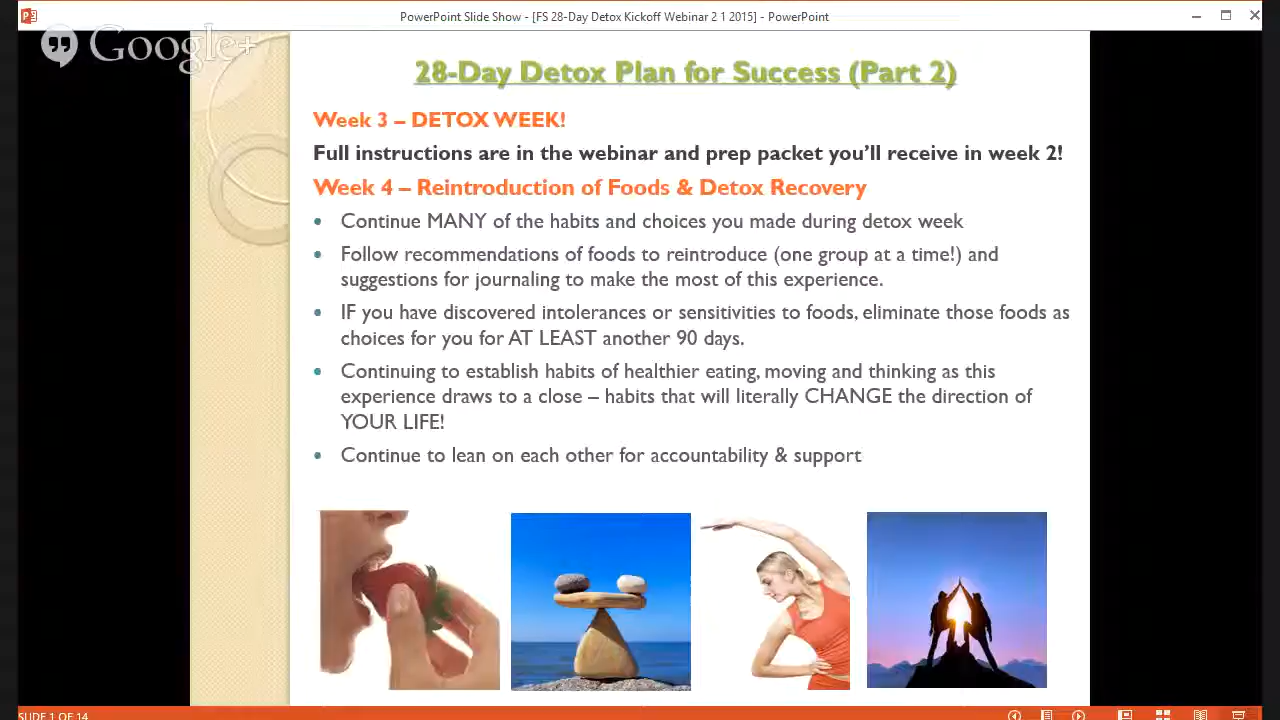 PowerPoint Slide Show - [FS 28-Day Detox Kickoff Webinar 2 1 2015] - PowerPoint
Google+
28-Day Detox Plan for Success (Part 2)
Week 3 – DETOX WEEK!
Full instructions are in the webinar and prep packet you’ll receive in week 2!
Week 4 – Reintroduction of Foods & Detox Recovery
• Continue MANY of the habits and choices you made during detox week
• Follow recommendations of foods to reintroduce (one group at a time!) and
suggestions for journaling to make the most of this experience.
• IF you have discovered intolerances or sensitivities to foods, eliminate those foods as
choices for you for AT LEAST another 90 days.
• Continuing to establish habits of healthier eating, moving and thinking as this
experience draws to a close – habits that will literally CHANGE the direction of
YOUR LIFE!
• Continue to lean on each other for accountability & support
SLIDE 1 OF 14